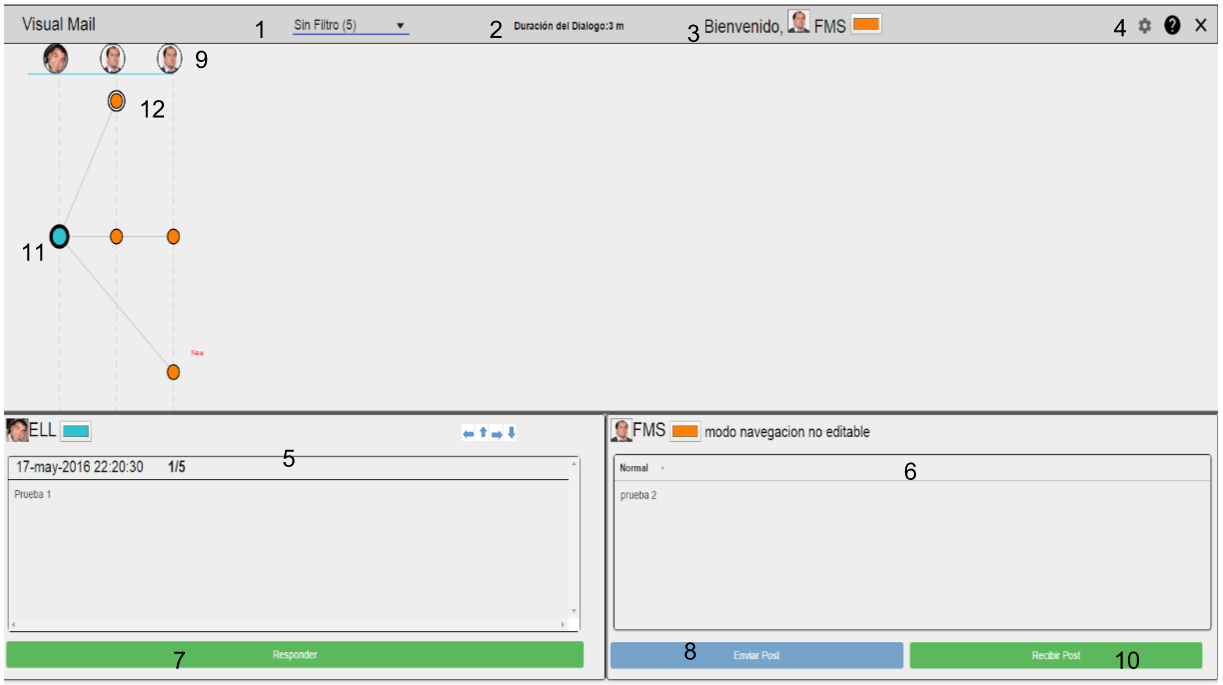 Visual Mail
1
Sin Filtro (5)
2
Duración del Dialogo:3 m
3
Bienvenido, FMS
4
?
X
9
12
11
New
ELL
5
17-may-2016 22:20:30 1/5
Prueba 1
7
Responder
FMS modo navegacion no editable
Normal
6
prueba 2
8
Enviar Post
Recibir Post
10